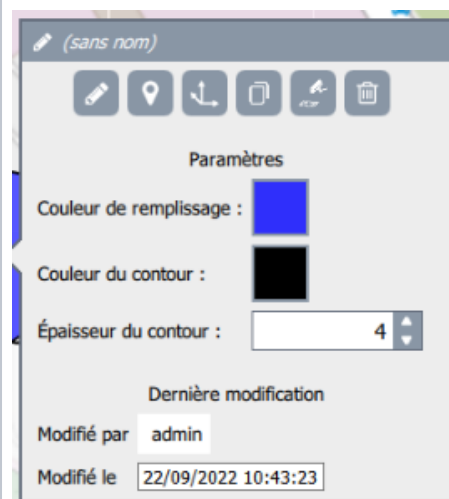 (sans nom)
Paramètres
Couleur de remplissage :
Couleur du contour :
Épaisseur du contour : 4
Dernière modification
Modifié par admin
Modifié le 22/09/2022 10:43:23